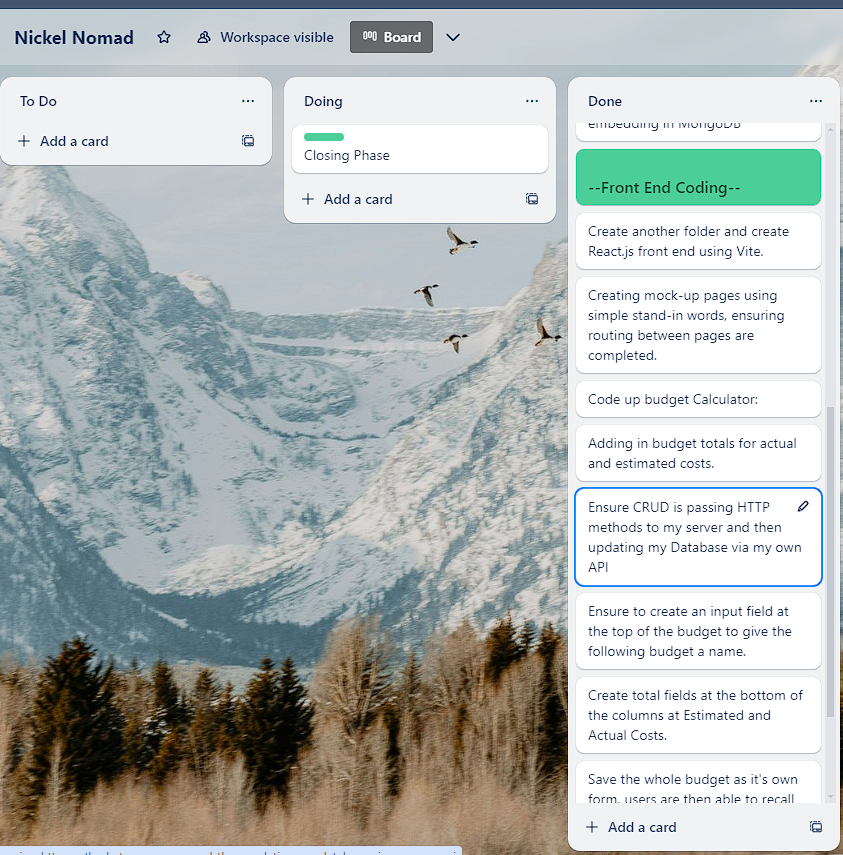 Nickel Nomad
Workspace visible
Board
To Do
Add a card
Doing
Closing Phase
Add a card
Done
embedding in MongoDB
--Front End Coding--
Create another folder and create
React.js front end using Vite.
Creating mock-up pages using
simple stand-in words, ensuring
routing between pages are
completed.
Code up budget Calculator:
Adding in budget totals for actual
and estimated costs.
Ensure CRUD is passing HTTP
methods to my server and then
updating my Database via my own
API
Ensure to create an input field at
the top of the budget to give the
following budget a name.
Create total fields at the bottom of
the columns at Estimated and
Actual Costs.
Save the whole budget as it's own
form, users are then able to recall
Add a card